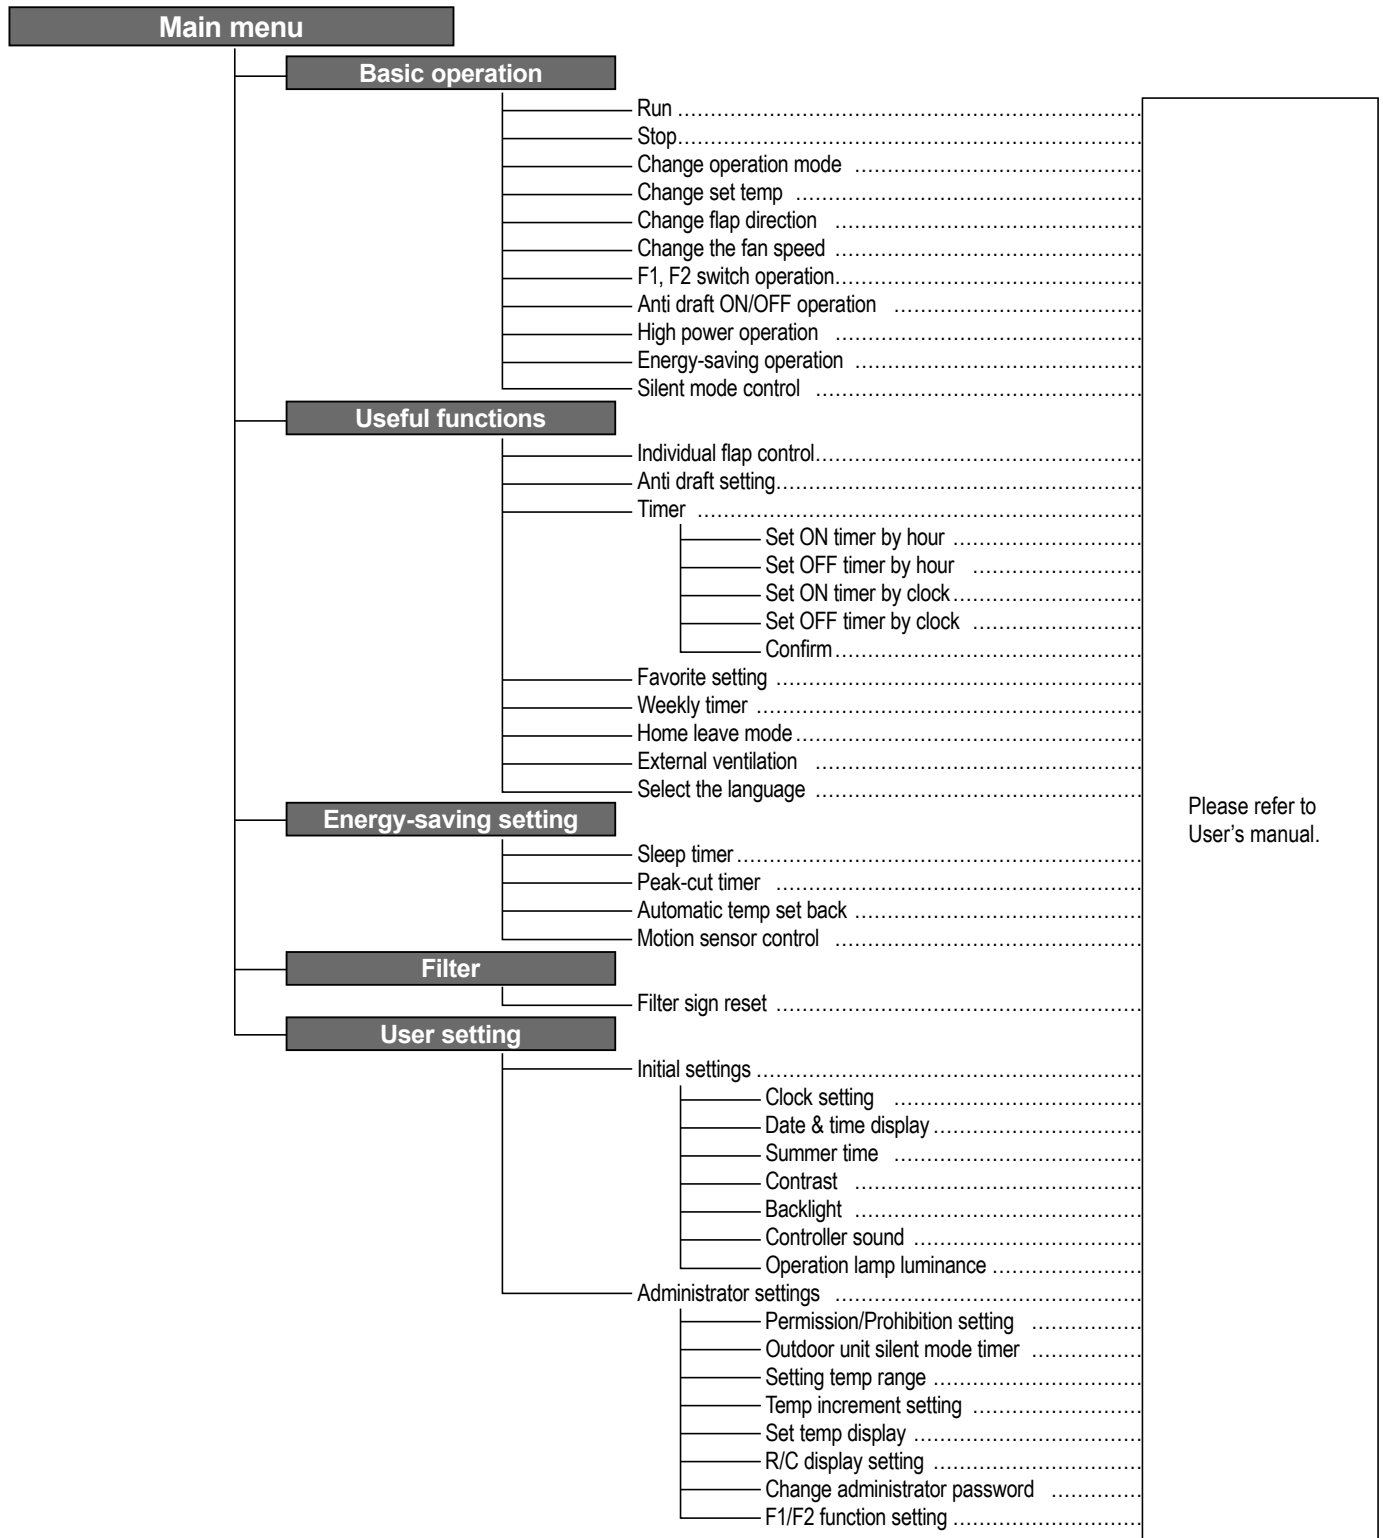 Main menu
Basic operation
Run ........................................................................
Stop........................................................................
Change operation mode ............................................
Change set temp .....................................................
Change flap direction ...............................................
Change the fan speed ...............................................
F1, F2 switch operation...............................................
Anti draft ON/OFF operation ......................................
High power operation ...............................................
Energy-saving operation ............................................
Silent mode control ..................................................
Useful functions
Individual flap control..................................................
Anti draft setting........................................................
Timer ....................................................................
Set ON timer by hour .............................
Set OFF timer by hour ..........................
Set ON timer by clock.............................
Set OFF timer by clock ..........................
Confirm...............................................
Favorite setting ........................................................
Weekly timer ...........................................................
Home leave mode.....................................................
External ventilation ..................................................
Select the language ..................................................
Energy-saving setting
Sleep timer..............................................................
Peak-cut timer ........................................................
Automatic temp set back ............................................
Motion sensor control ...............................................
Filter
Filter sign reset ........................................................
User setting
Initial settings ...........................................................
Clock setting ......................................
Date & time display................................
Summer time ......................................
Contrast ............................................
Backlight ............................................
Controller sound ...................................
Operation lamp luminance .......................
Administrator settings ...............................................
Permission/Prohibition setting .................
Outdoor unit silent mode timer .................
Setting temp range ................................
Temp increment setting ..........................
Set temp display ...................................
R/C display setting ................................
Change administrator password ..............
F1/F2 function setting .............................
Please refer to
User's manual.